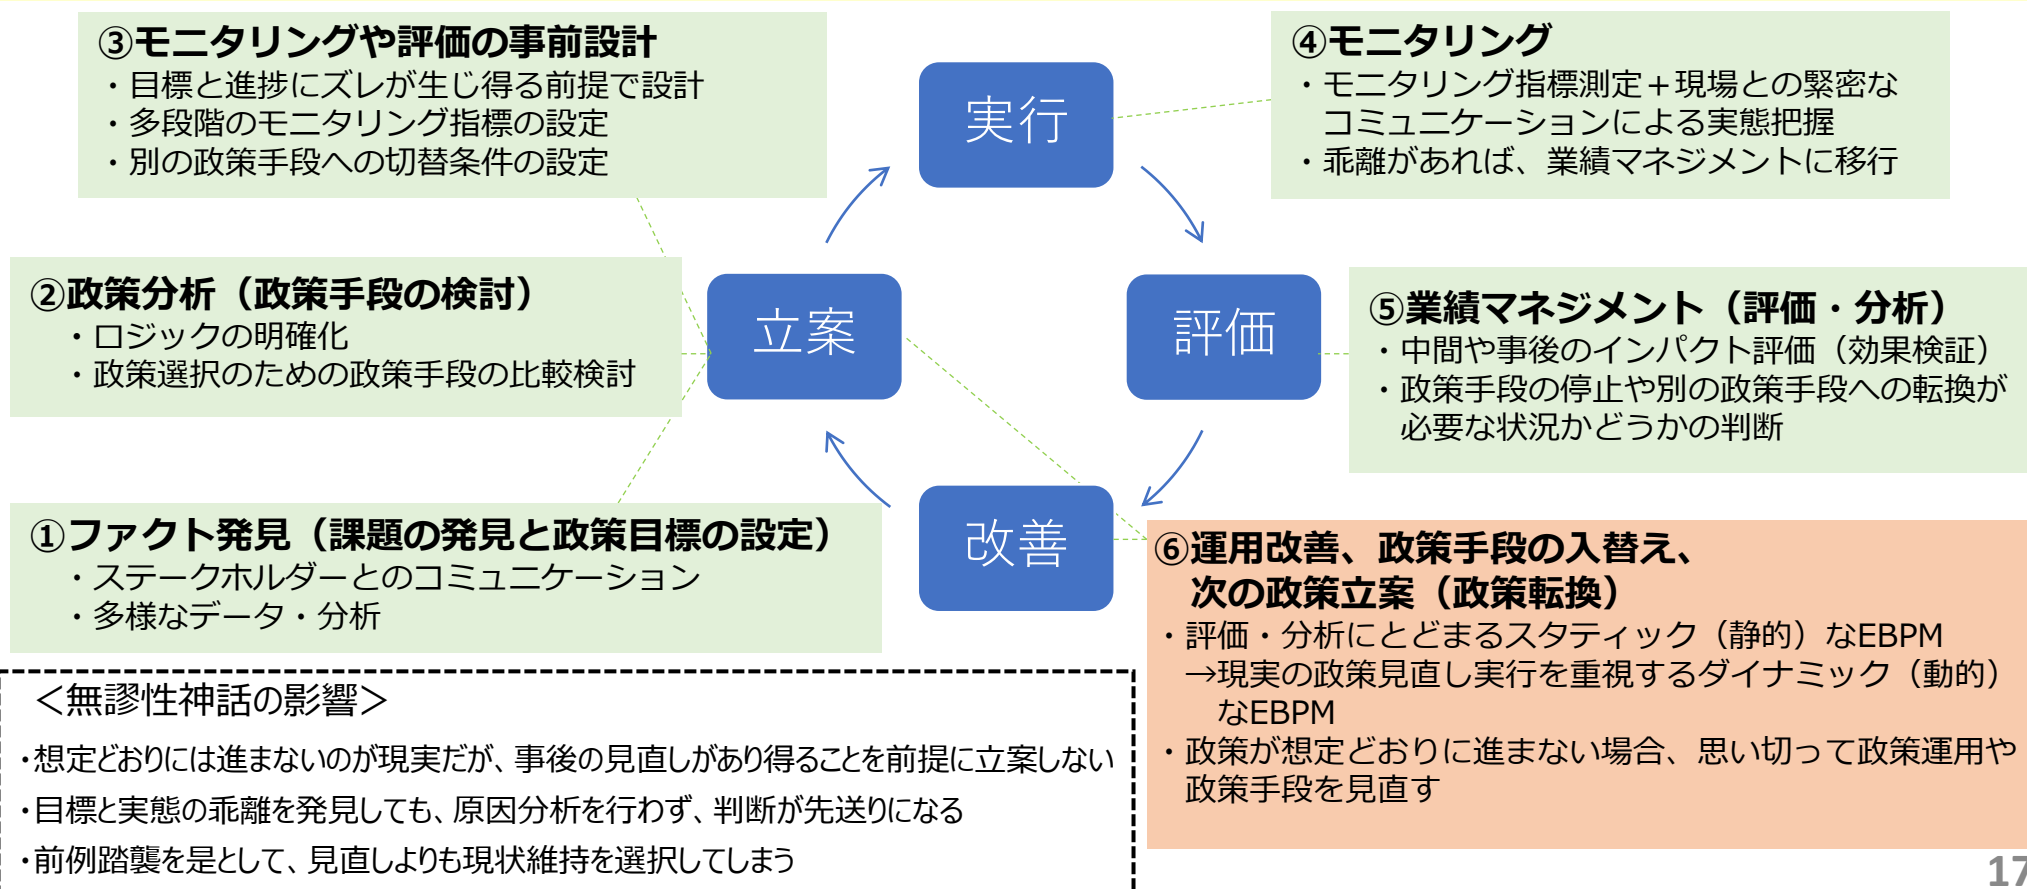 ③モニタリングや評価の事前設計
・目標と進捗にズレが生じ得る前提で設計
・多段階のモニタリング指標の設定
・別の政策手段への切替条件の設定
実行
④モニタリング
・モニタリング指標測定＋現場との緊密な
コミュニケーションによる実態把握
・乖離があれば、業績マネジメントに移行
②政策分析（政策手段の検討）
・ロジックの明確化
・政策選択のための政策手段の比較検討
立案
評価
⑤業績マネジメント（評価・分析）
・中間や事後のインパクト評価（効果検証）
・政策手段の停止や別の政策手段への転換が
必要な状況かどうかの判断
①ファクト発見（課題の発見と政策目標の設定）
・ステークホルダーとのコミュニケーション
・多様なデータ・分析
改善
⑥運用改善、政策手段の入替え、
次の政策立案（政策転換）
・評価・分析にとどまるスタティック（静的）なEBPM
→現実の政策見直し実行を重視するダイナミック（動的）
なEBPM
・政策が想定どおりに進まない場合、思い切って政策運用や
政策手段を見直す
＜無謬性神話の影響＞
・想定どおりには進まないのが現実だが、事後の見直しがあり得ることを前提に立案しない
・目標と実態の乖離を発見しても、原因分析を行わず、判断が先送りになる
・前例踏襲を是として、見直しよりも現状維持を選択してしまう
17